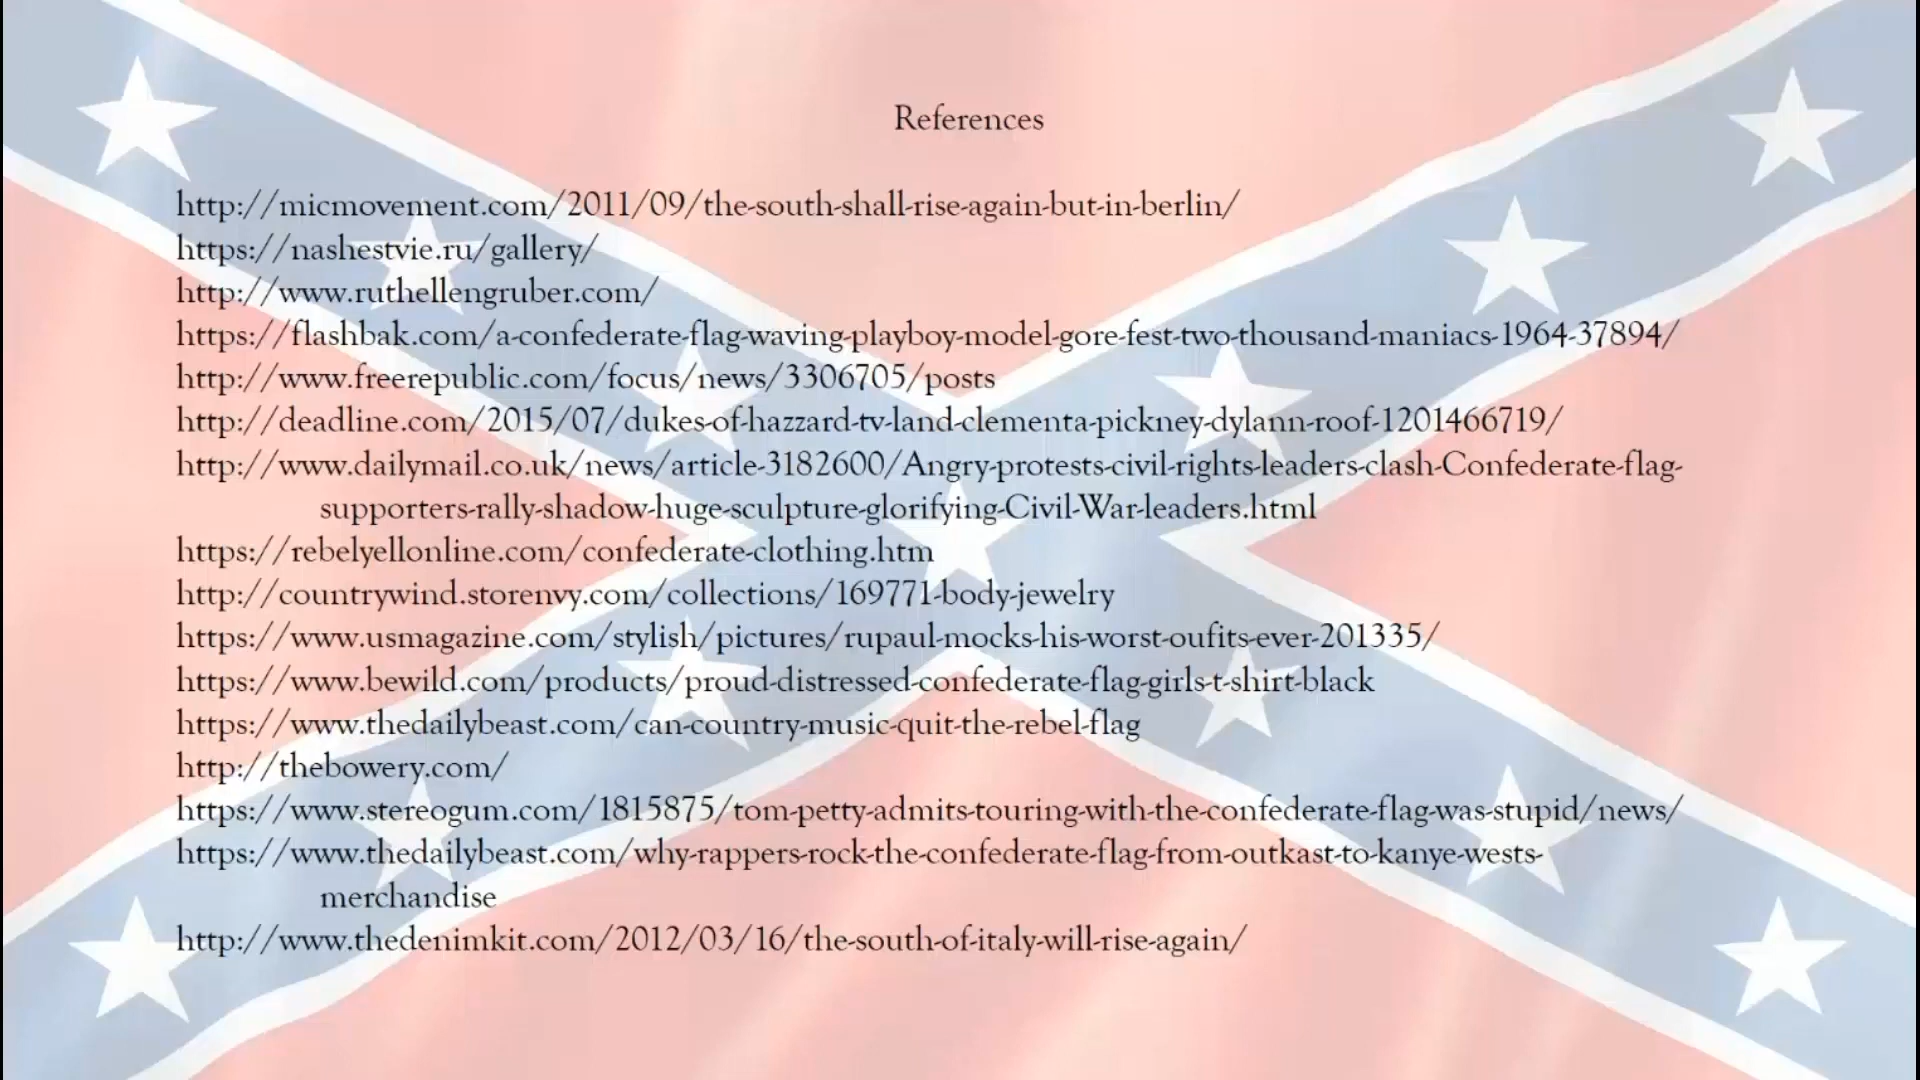 References
http://micmovement.com/2011/09/the-south-shall-rise-again-but-in-berlin/
https://nashestvie.ru/gallery/
http://www.ruthellengruber.com/
https://flashbak.com/a-confederate-flag-waving-playboy-model-gore-fest-two-thousand-maniacs-1964-37894/
http://www.freerepublic.com/focus/news/3306705/posts
http://deadline.com/2015/07/dukes-of-hazzard-tv-land-clementa-pickney-dylann-roof-1201466719/
http://www.dailymail.co.uk/news/article-3182600/Angry-protests-civil-rights-leaders-clash-Confederate-flag-
supporters-rally-shadow-huge-sculpture-glorifying-Civil-War-leaders.html
https://rebelyellonline.com/confederate-clothing.htm
http://countrywind.storenvy.com/collections/169771-body-jewelry
https://www.usmagazine.com/stylish/pictures/rupaul-mocks-his-worst-oufits-ever-201335/
https://www.bewild.com/products/proud-distressed-confederate-flag-girls-t-shirt-black
https://www.thedailybeast.com/can-country-music-quit-the-rebel-flag
http://thebowery.com/
https://www.stereogum.com/1815875/tom-petty-admits-touring-with-the-confederate-flag-was-stupid/news/
https://www.thedailybeast.com/why-rappers-rock-the-confederate-flag-from-outkast-to-kanye-wests-
merchandise
http://www.thedenimkit.com/2012/03/16/the-south-of-italy-will-rise-again/